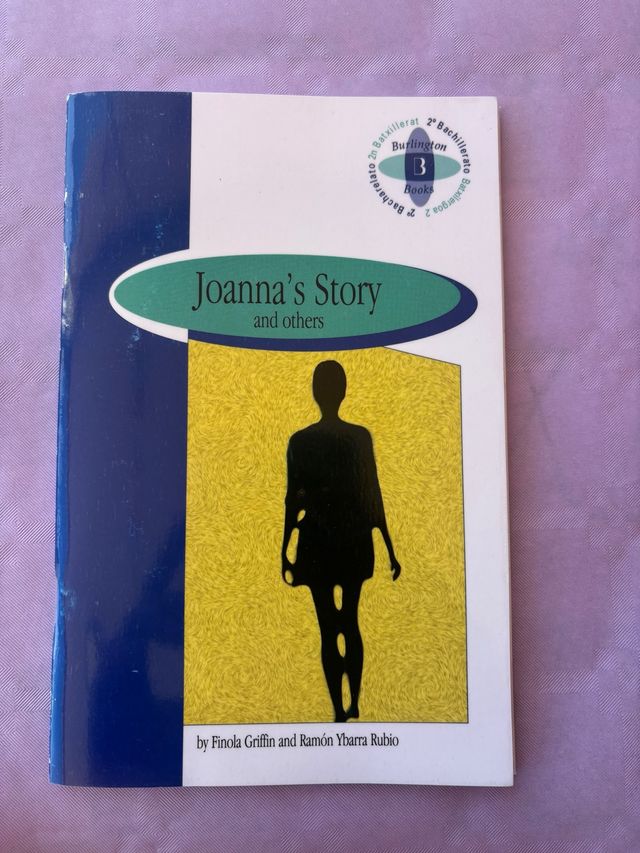 2n Batxillerat
2º Bachillerato
Batxilergoa 2
2º Bacharelato
Burlington
B
Books
Joanna's Story
and others
by Finola Griffin and Ramón Ybarra Rubio